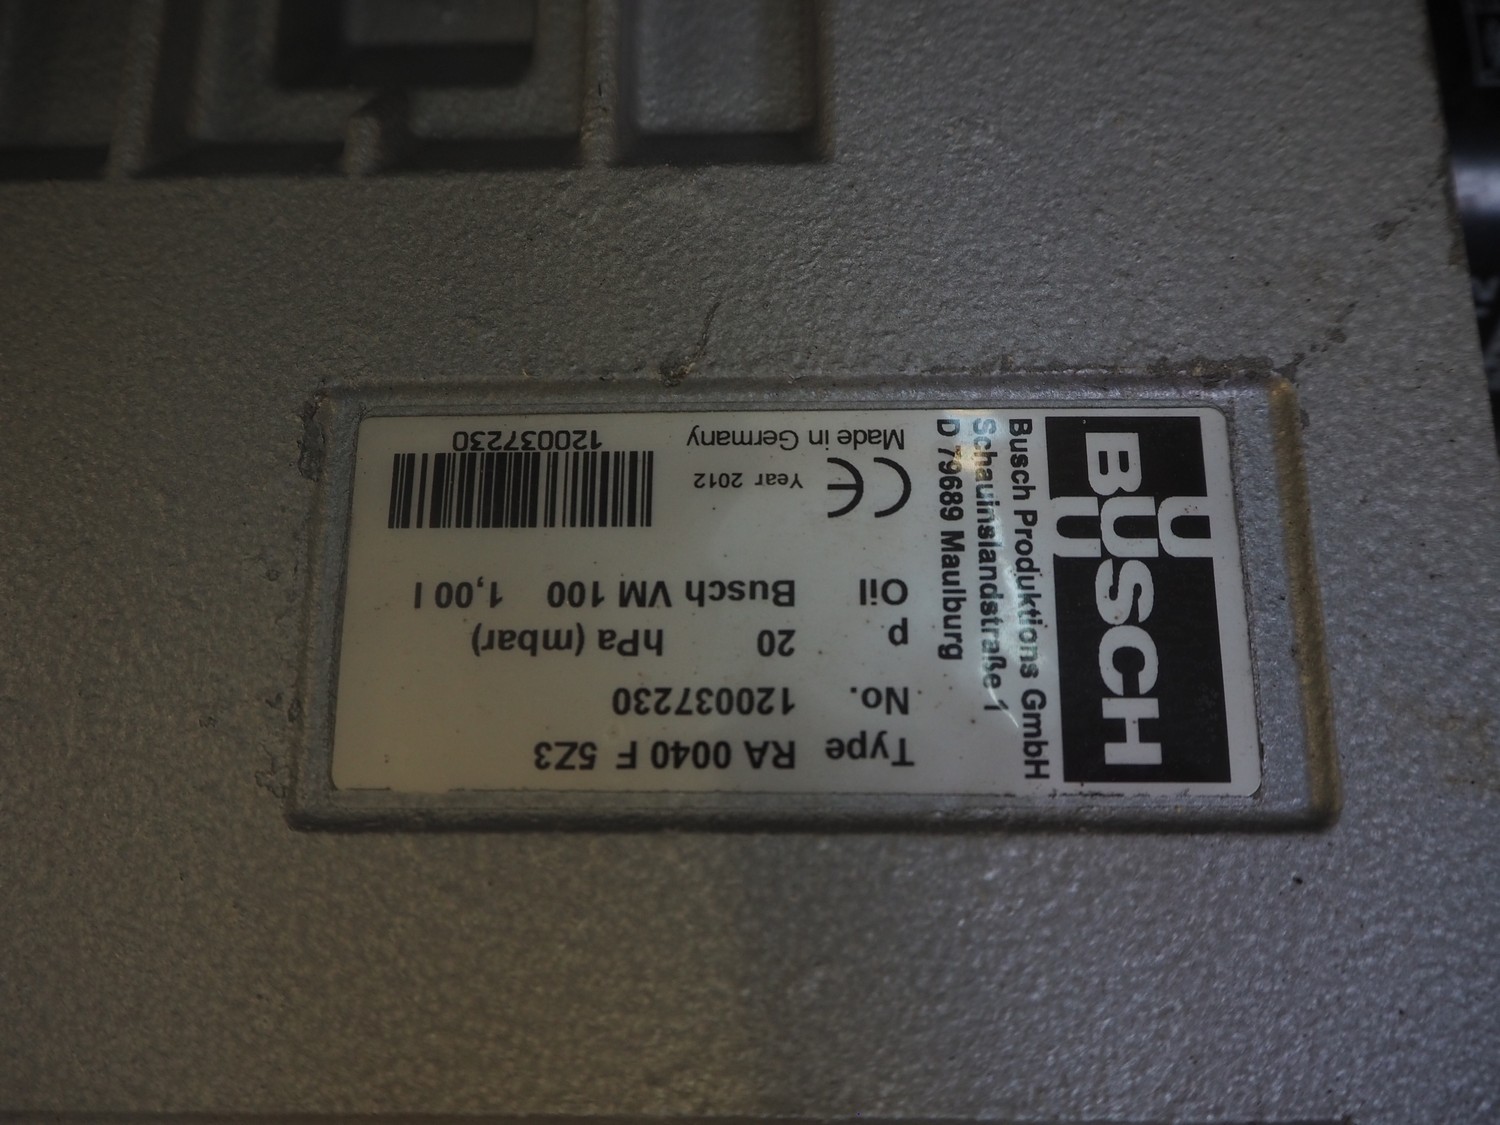 BUSCH
Busch Produktions GmbH
Schauinslandstraße 1
D 79689 Maulburg
Type RA 0040 F 5Z3
No. 120037230
P 20 hPa (mbar)
Oil Busch VM 100 1,00 l
CE Year 2012
Made in Germany
120037230